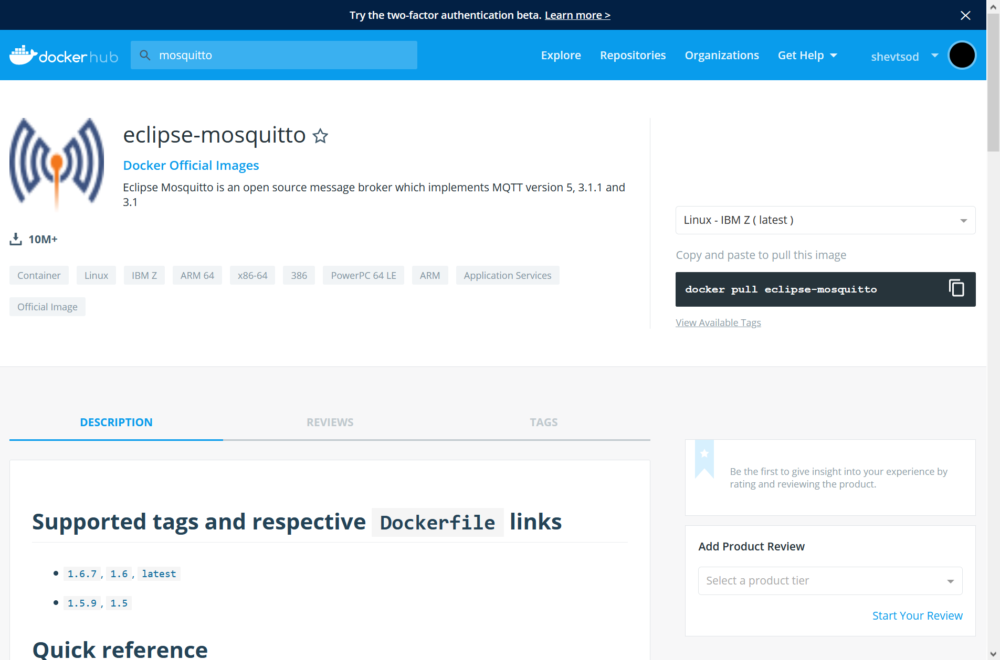 Try the two-factor authentication beta. Learn more >
docker hub
mosquitto
Explore
Repositories
Organizations
Get Help
shevtsod
eclipse-mosquitto
Docker Official Images
Eclipse Mosquitto is an open source message broker which implements MQTT version 5, 3.1.1 and
3.1
10M+
Container
Linux
IBM Z
ARM 64
x86-64
386
PowerPC 64 LE
ARM
Application Services
Official Image
Linux - IBM Z ( latest )
Copy and paste to pull this image
docker pull eclipse-mosquitto
View Available Tags
DESCRIPTION
REVIEWS
TAGS
Supported tags and respective Dockerfile links
1.6.7, 1.6, latest
1.5.9, 1.5
Quick reference
Be the first to give insight into your experience by
rating and reviewing the product.
Add Product Review
Select a product tier
Start Your Review